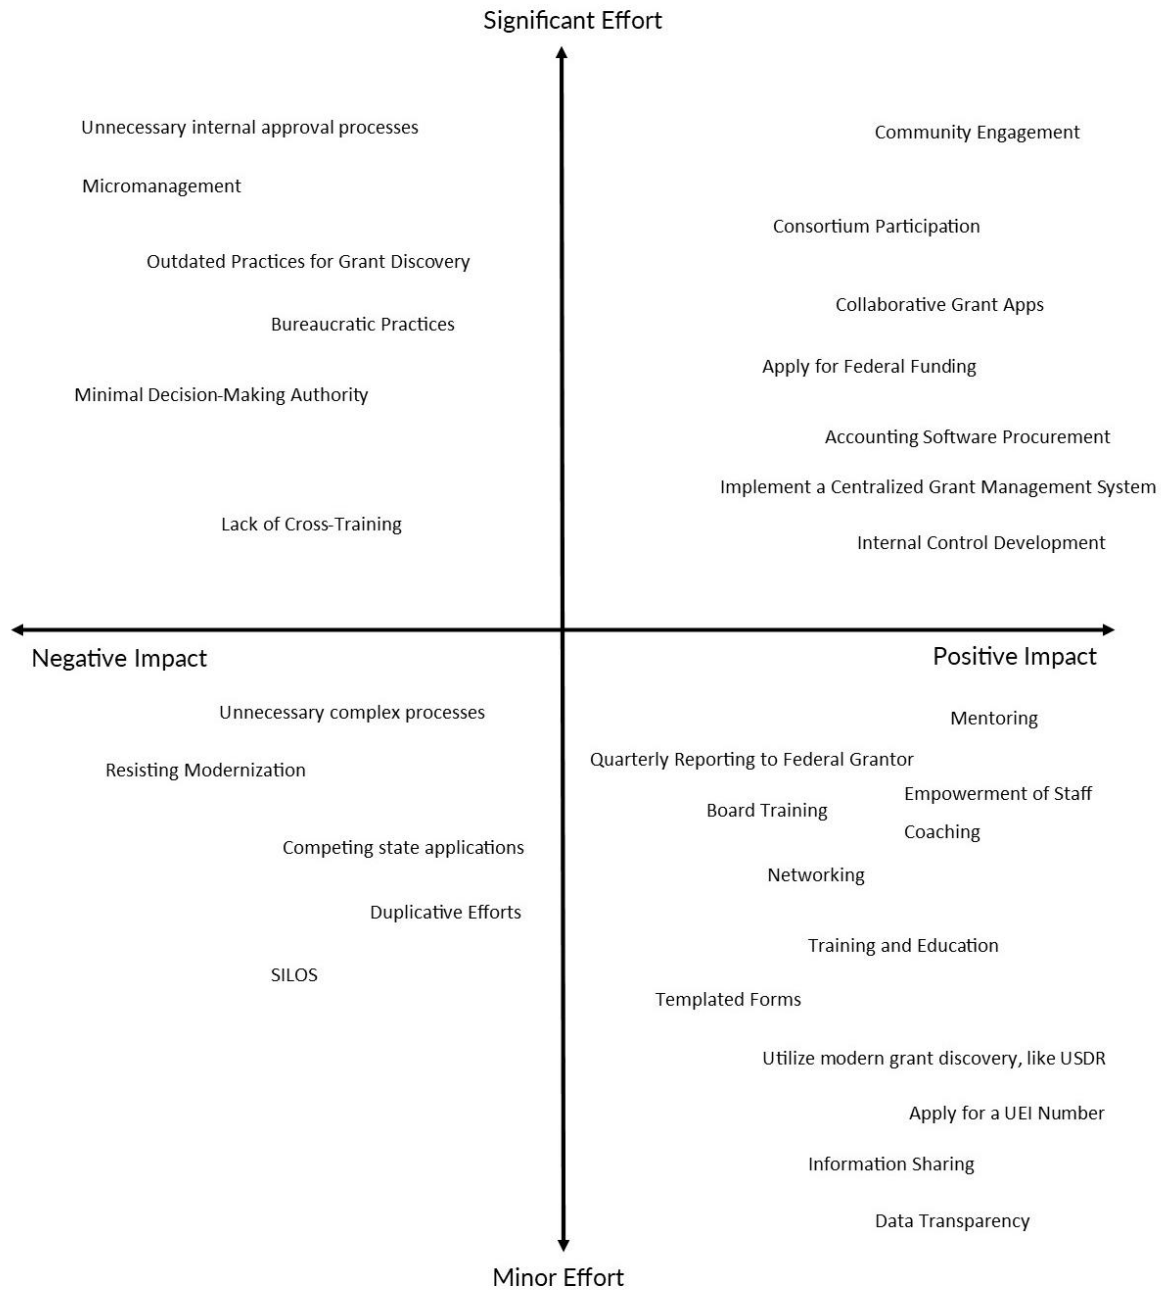 Significant Effort
Unnecessary internal approval processes
Community Engagement
Micromanagement
Consortium Participation
Outdated Practices for Grant Discovery
Collaborative Grant Apps
Bureaucratic Practices
Apply for Federal Funding
Minimal Decision-Making Authority
Accounting Software Procurement
Implement a Centralized Grant Management System
Lack of Cross-Training
Internal Control Development
Negative Impact
Positive Impact
Unnecessary complex processes
Mentoring
Quarterly Reporting to Federal Grantor
Resisting Modernization
Empowerment of Staff
Board Training
Coaching
Competing state applications
Networking
Duplicative Efforts
Training and Education
SILOS
Templated Forms
Utilize modern grant discovery, like USDR
Apply for a UEI Number
Information Sharing
Data Transparency
Minor Effort